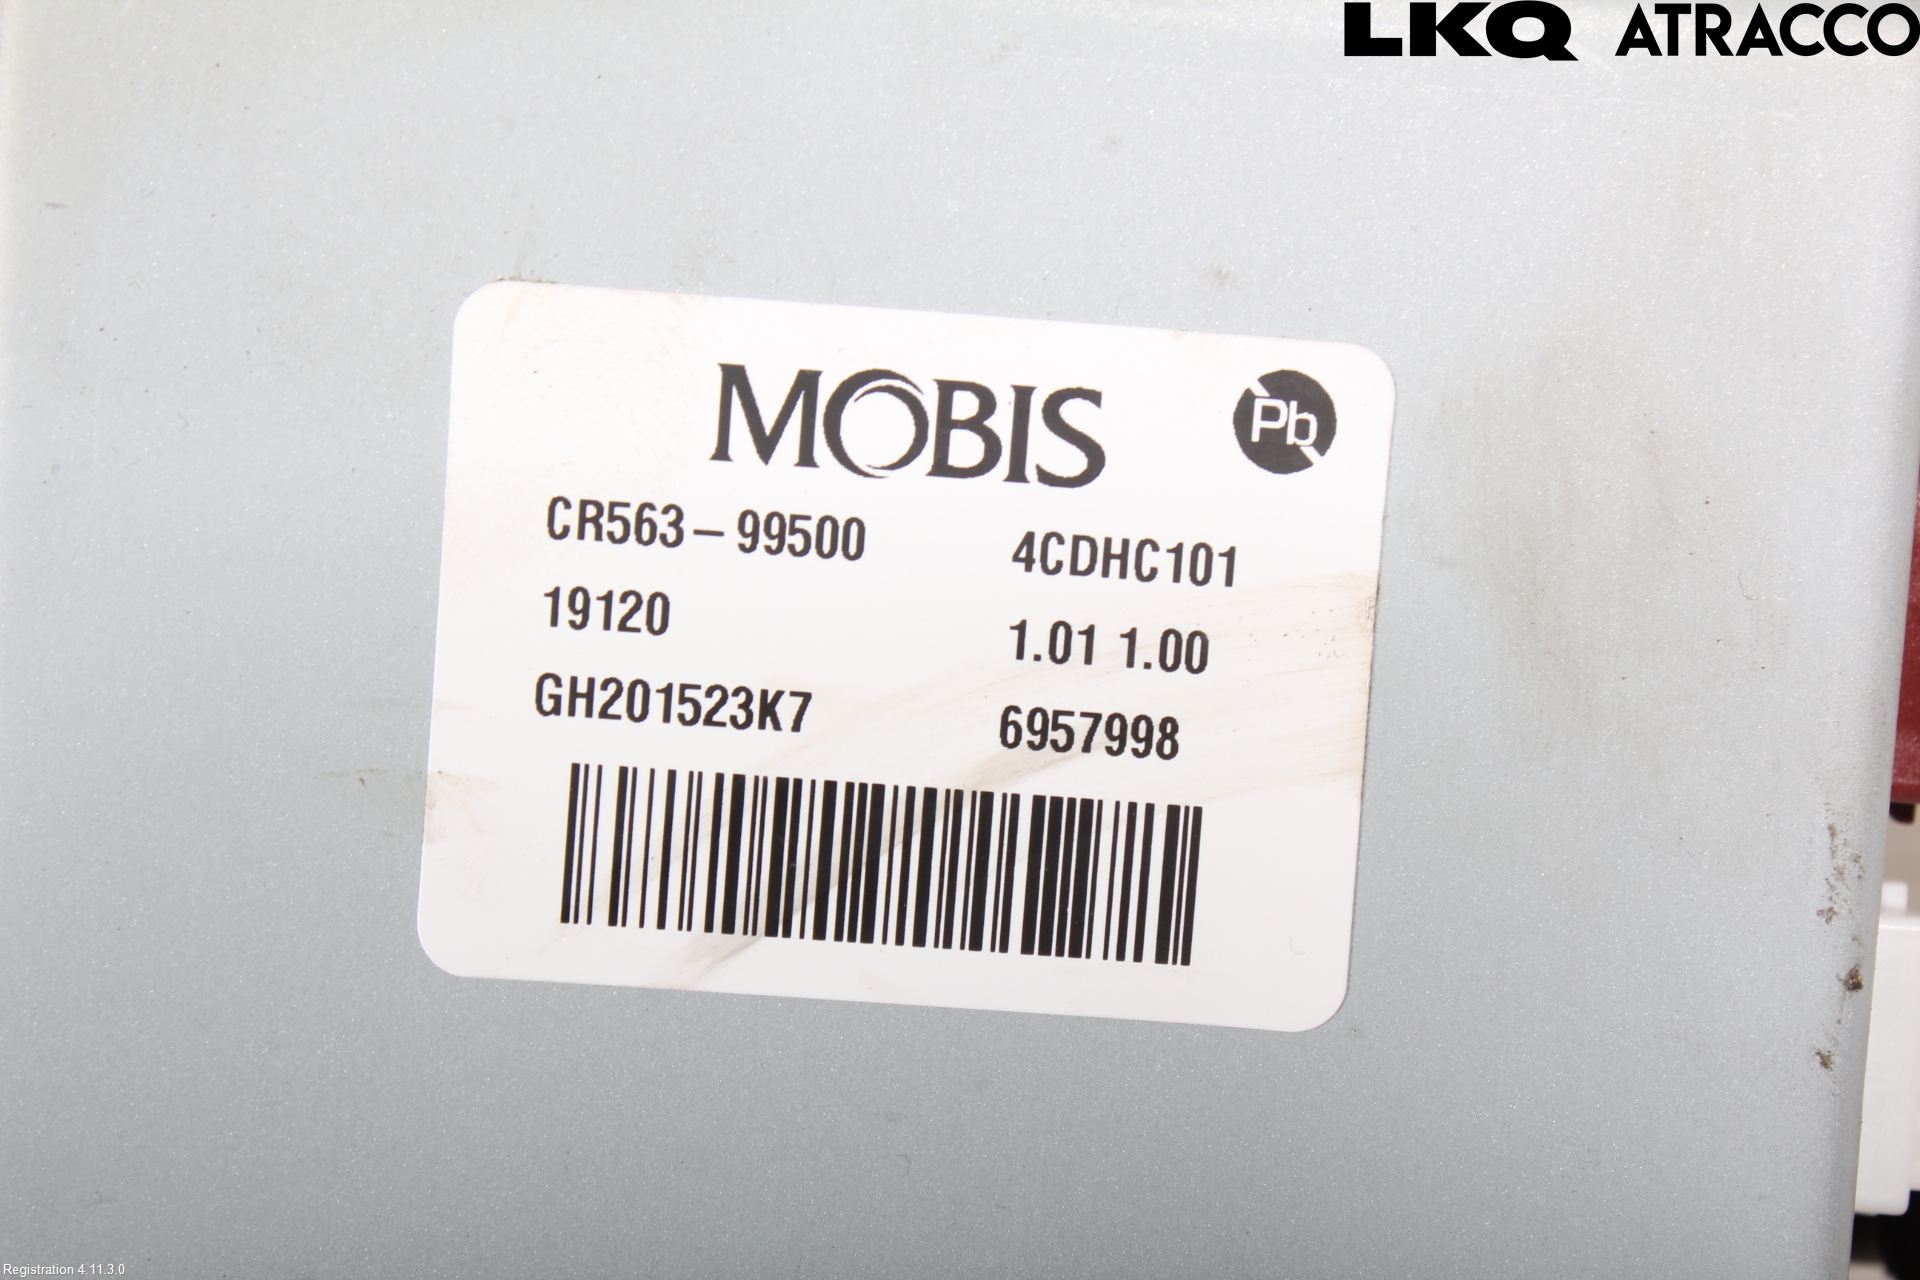 LKQ ATRACCO
MOBIS
Pb
CR563-99500 4CDHC101
19120 1.01 1.00
GH201523K7 6957998
Registration 4.11.3.0